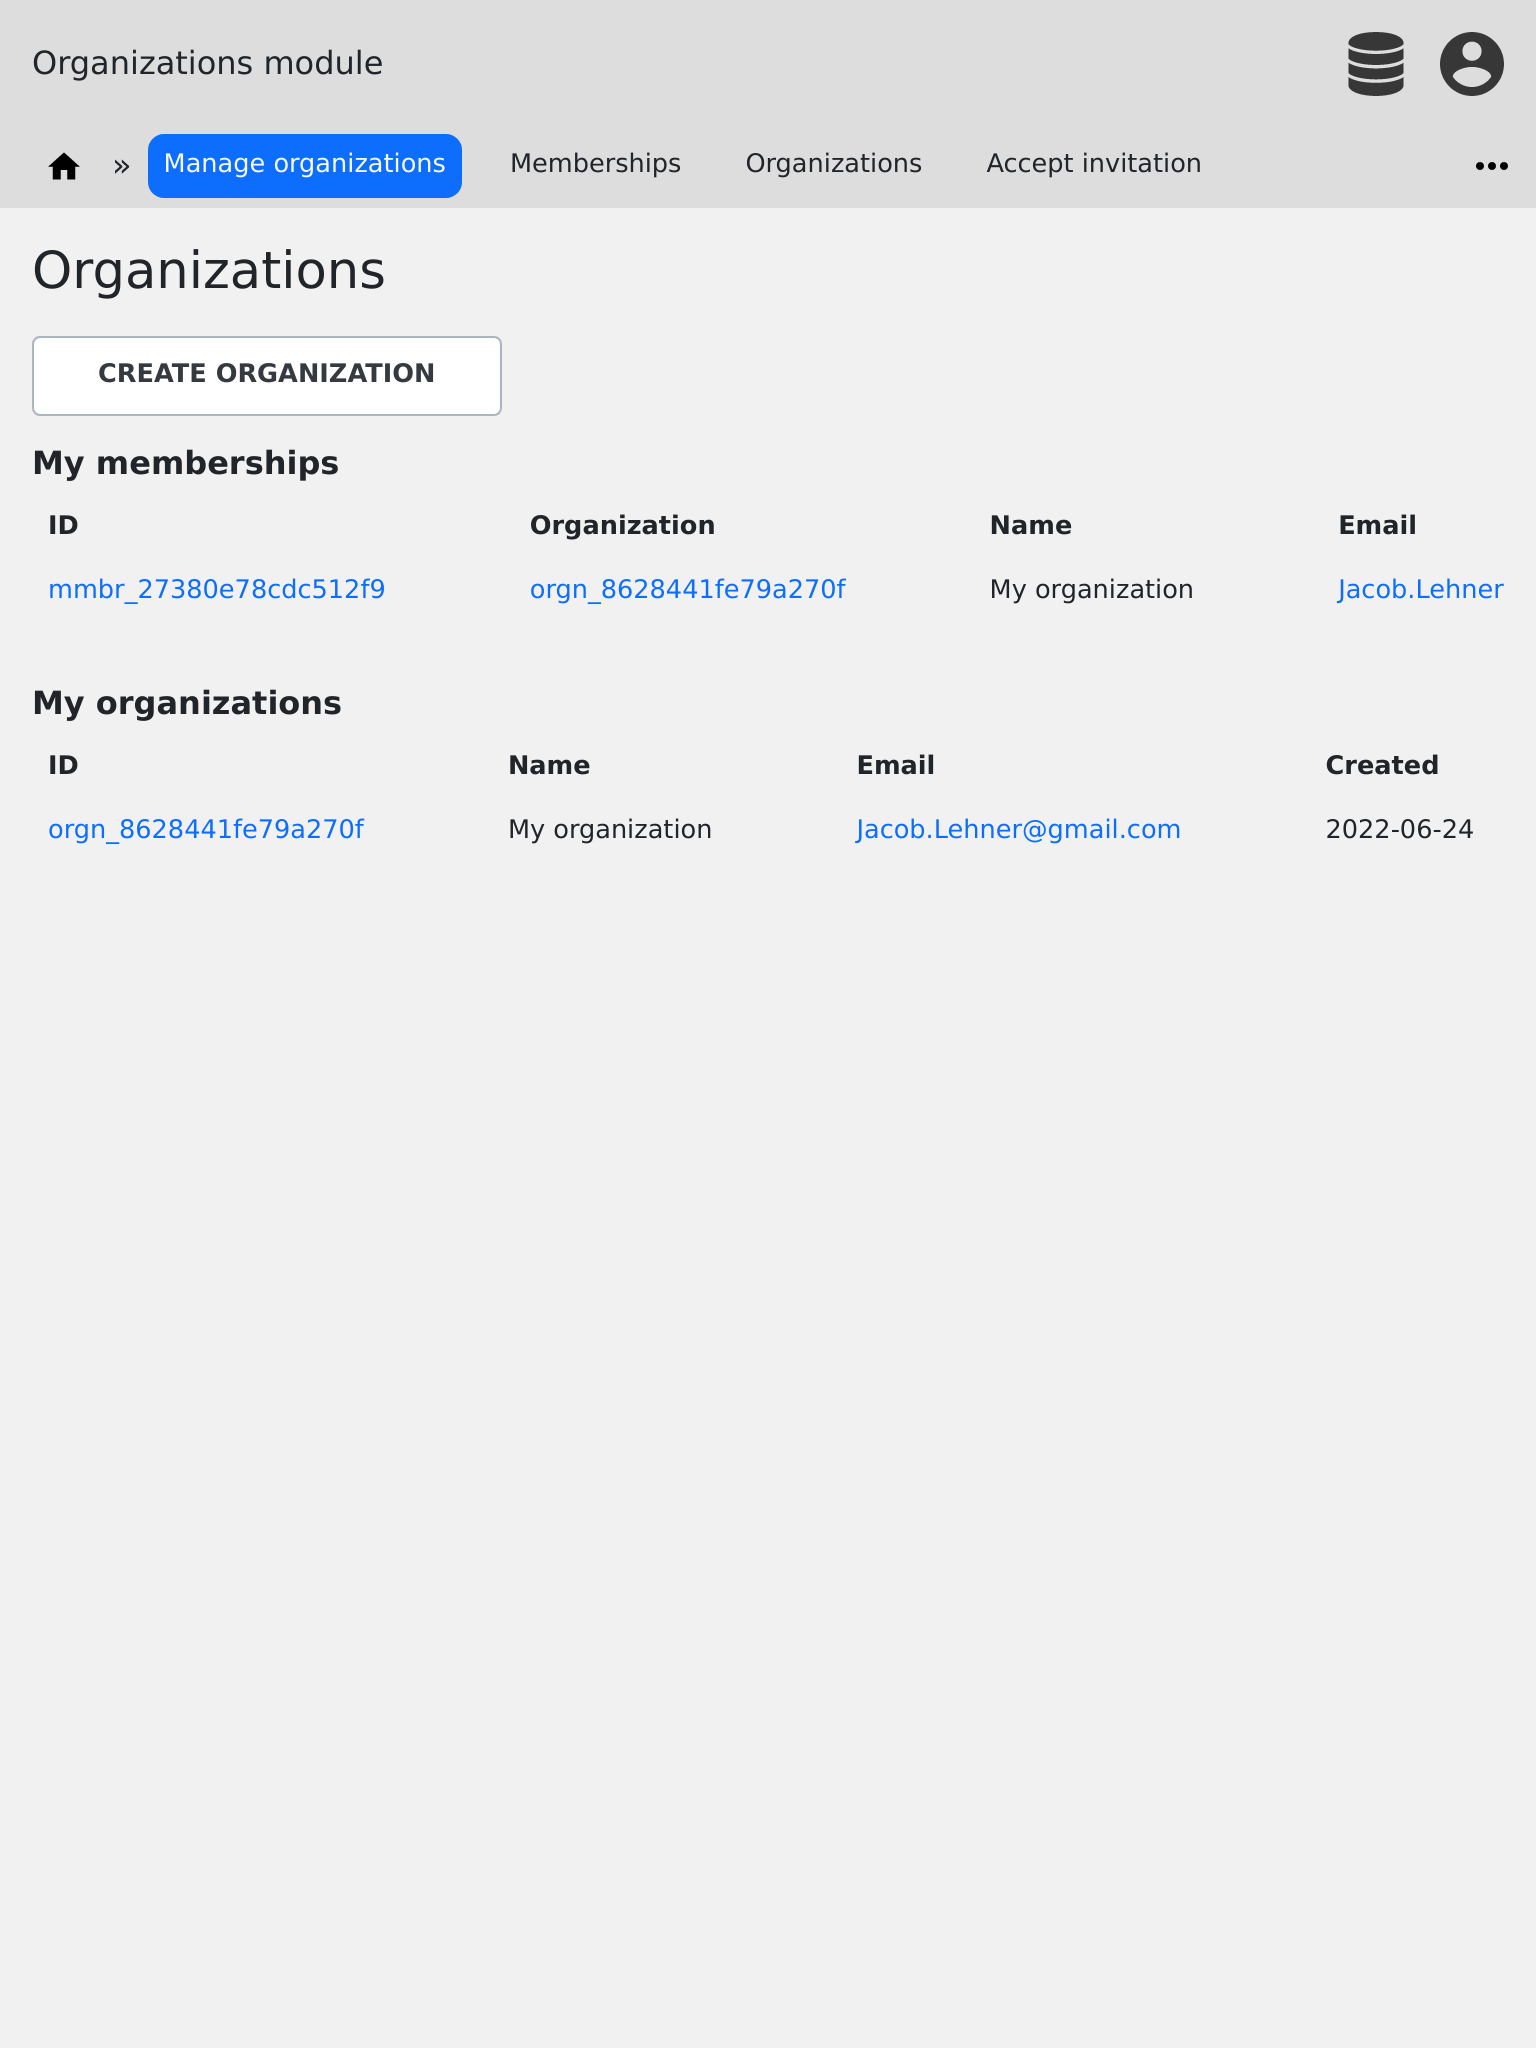 Organizations module
» Manage organizations Memberships Organizations Accept invitation
Organizations
CREATE ORGANIZATION
My memberships
ID Organization Name Email
mmbr_27380e78cdc512f9 orgn_8628441fe79a270f My organization Jacob.Lehner
My organizations
ID Name Email Created
orgn_8628441fe79a270f My organization Jacob.Lehner@gmail.com 2022-06-24